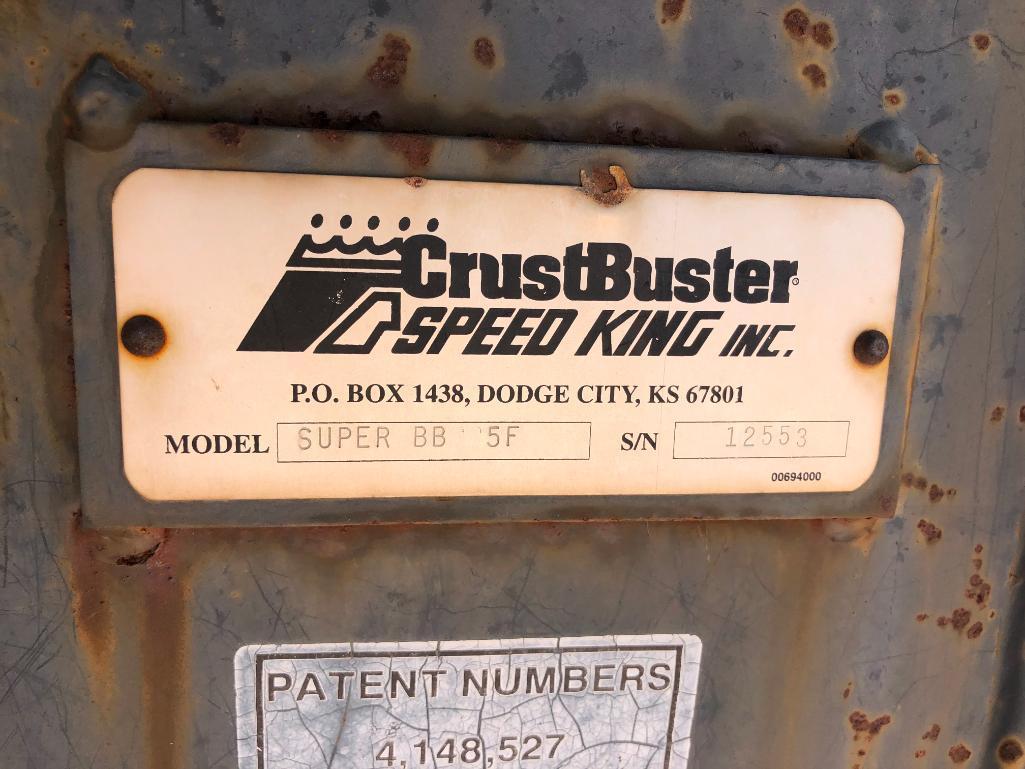 CrustBuster®
SPEED KING INC.
P.O. BOX 1438, DODGE CITY, KS 67801
MODEL SUPER BB 5F S/N 12553
00694000
PATENT NUMBERS
4,148,527